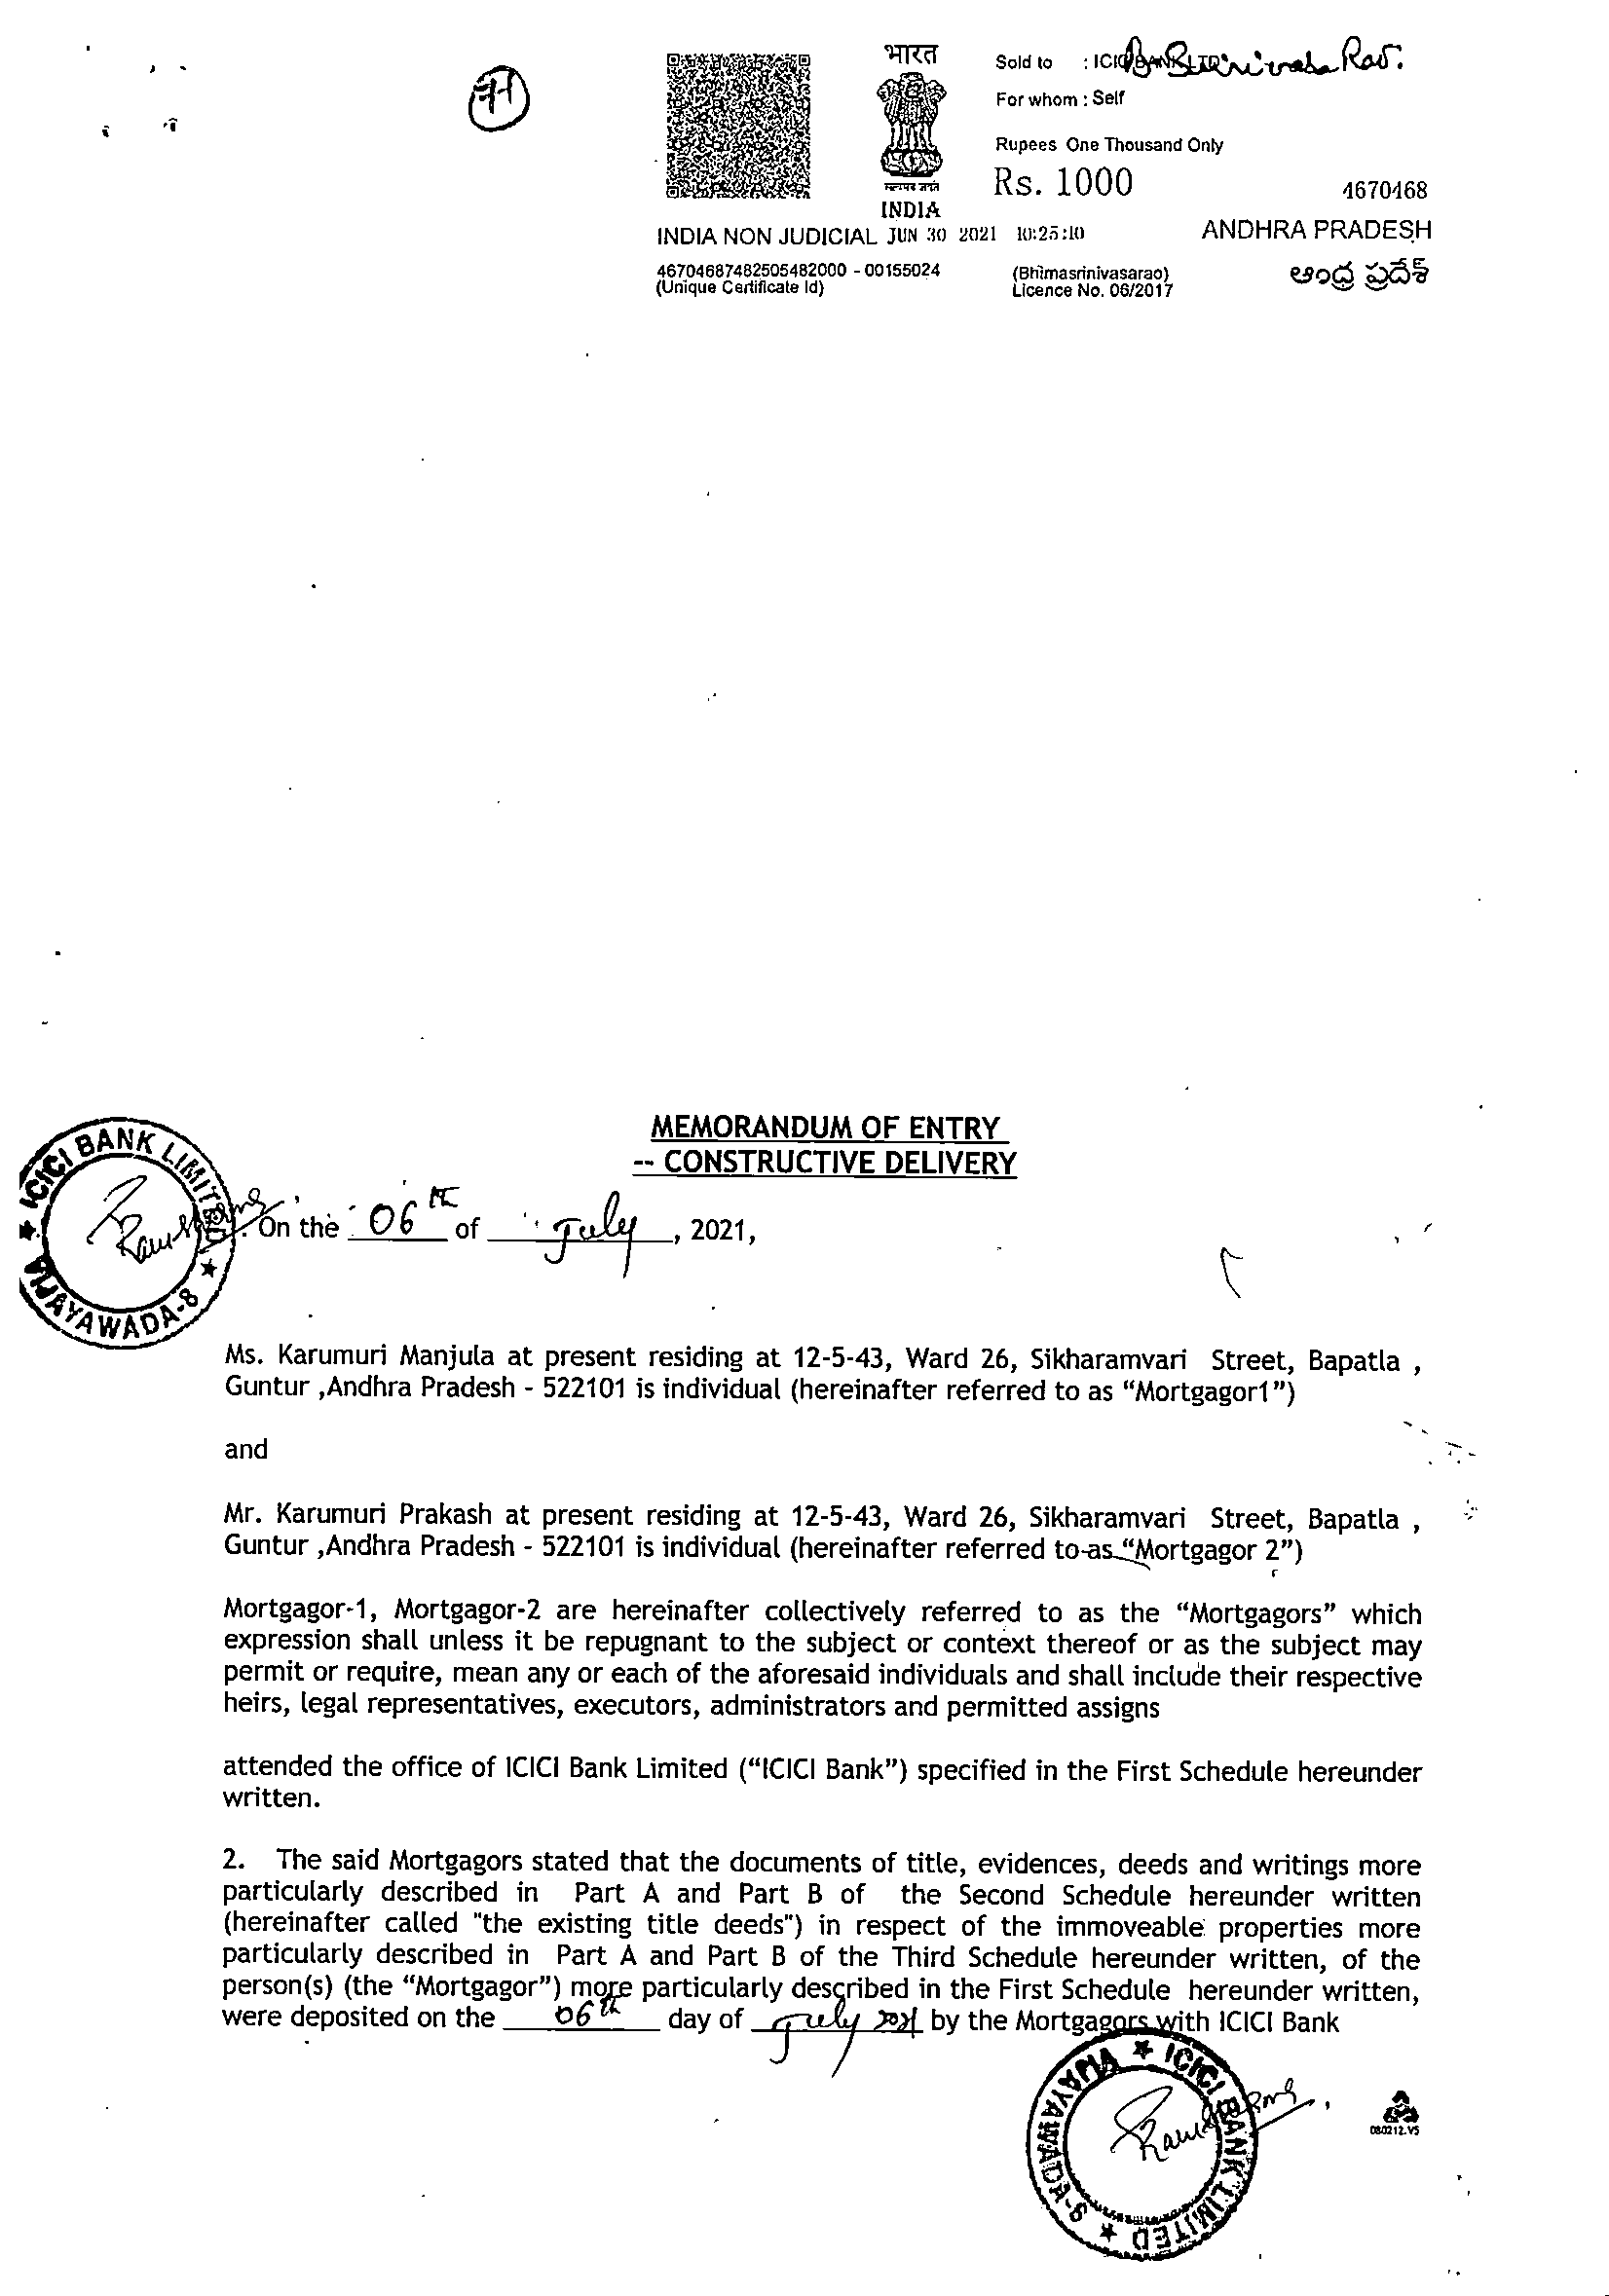 71
भारत
INDIA
Sold to : ICICI BANK LTD
B. Srinivasa Rao.
For whom : Self
Rupees One Thousand Only
Rs. 1000
4670468
INDIA NON JUDICIAL JUN 30 2021 10:25:10 ANDHRA PRADESH
46704687482505482000 - 00155024
(Unique Certificate Id)
(Bhimasrinivasarao)
Licence No. 06/2017
ఆంధ్ర ప్రదేశ్
MEMORANDUM OF ENTRY
-- CONSTRUCTIVE DELIVERY
ICICI BANK LIMITED
VIJAYAWADA-8
On the 06th of July, 2021,
Ms. Karumuri Manjula at present residing at 12-5-43, Ward 26, Sikharamvari Street, Bapatla ,
Guntur ,Andhra Pradesh - 522101 is individual (hereinafter referred to as “Mortgagor1”)
and
Mr. Karumuri Prakash at present residing at 12-5-43, Ward 26, Sikharamvari Street, Bapatla ,
Guntur ,Andhra Pradesh - 522101 is individual (hereinafter referred to as “Mortgagor 2”)
Mortgagor-1, Mortgagor-2 are hereinafter collectively referred to as the “Mortgagors” which
expression shall unless it be repugnant to the subject or context thereof or as the subject may
permit or require, mean any or each of the aforesaid individuals and shall include their respective
heirs, legal representatives, executors, administrators and permitted assigns
attended the office of ICICI Bank Limited (“ICICI Bank”) specified in the First Schedule hereunder
written.
2. The said Mortgagors stated that the documents of title, evidences, deeds and writings more
particularly described in Part A and Part B of the Second Schedule hereunder written
(hereinafter called "the existing title deeds") in respect of the immoveable properties more
particularly described in Part A and Part B of the Third Schedule hereunder written, of the
person(s) (the “Mortgagor”) more particularly described in the First Schedule hereunder written,
were deposited on the 06th day of July 2021 by the Mortgagors with ICICI Bank
ICICI BANK LIMITED
VIJAYAWADA-8
080212.V5